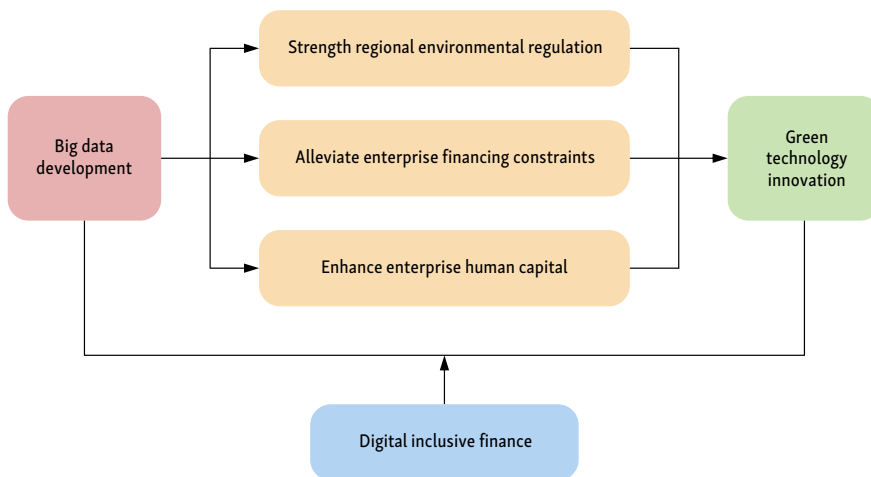 Strength regional environmental regulation
Big data
development
Alleviate enterprise financing constraints
Green
technology
innovation
Enhance enterprise human capital
Digital inclusive finance